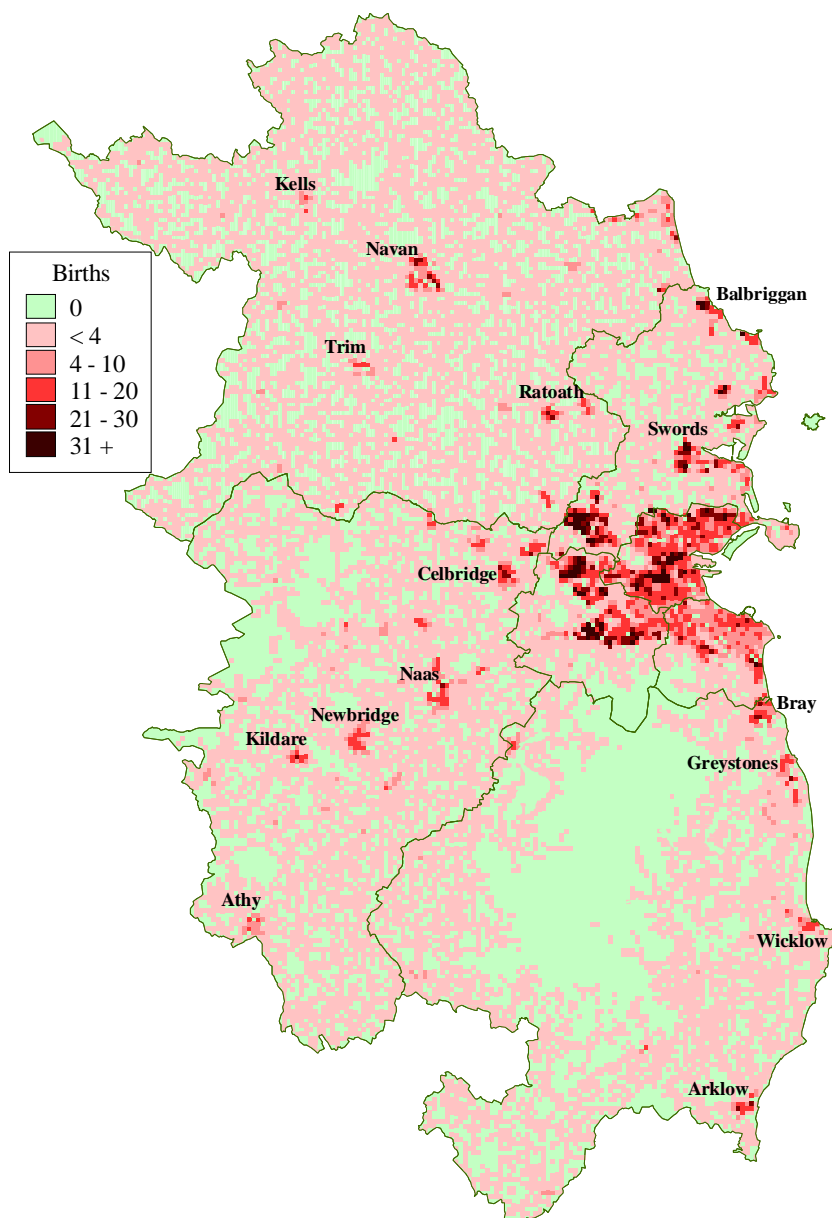 Kells
Navan
Births
0
< 4
4 - 10
11 - 20
21 - 30
31 +
Balbriggan
Trim
Ratoath
Swords
Celbridge
Naas
Newbridge
Kildare
Bray
Greystones
Athy
Wicklow
Arklow